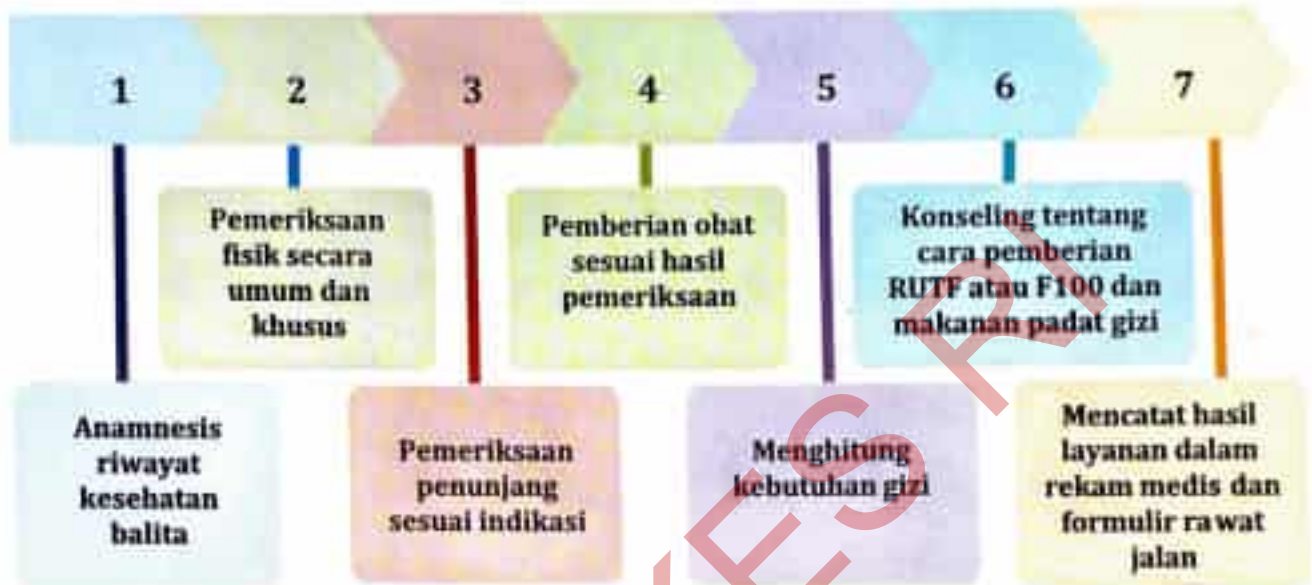 1
2
3
4
5
6
7
Anamnesis
riwayat
kesehatan
balita
Pemeriksaan
fisik secara
umum dan
khusus
Pemeriksaan
penunjang
sesuai indikasi
Pemberian obat
sesuai hasil
pemeriksaan
Menghitung
kebutuhan gizi
Konseling tentang
cara pemberian
RUTF atau F100 dan
makanan padat gizi
Mencatat hasil
layanan dalam
rekam medis dan
formulir rawat
jalan
KES RI